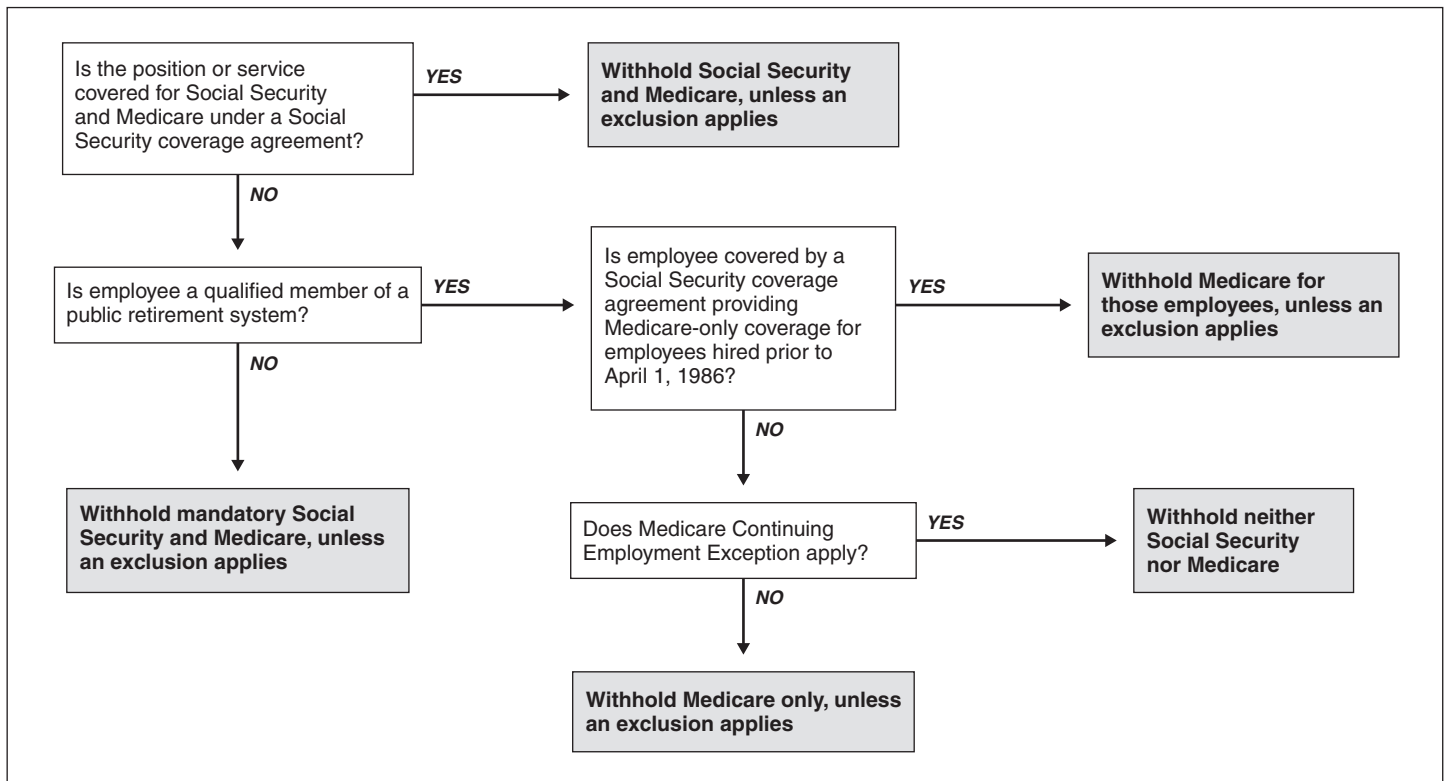 Is the position or service
covered for Social Security
and Medicare under a Social
Security coverage agreement?
YES
Withhold Social Security
and Medicare, unless an
exclusion applies
NO
Is employee a qualified member of a
public retirement system?
YES
Is employee covered by a
Social Security coverage
agreement providing
Medicare-only coverage for
employees hired prior to
April 1, 1986?
YES
Withhold Medicare for
those employees, unless an
exclusion applies
NO
Withhold mandatory Social
Security and Medicare, unless
an exclusion applies
NO
Does Medicare Continuing
Employment Exception apply?
YES
Withhold neither
Social Security
nor Medicare
NO
Withhold Medicare only, unless
an exclusion applies